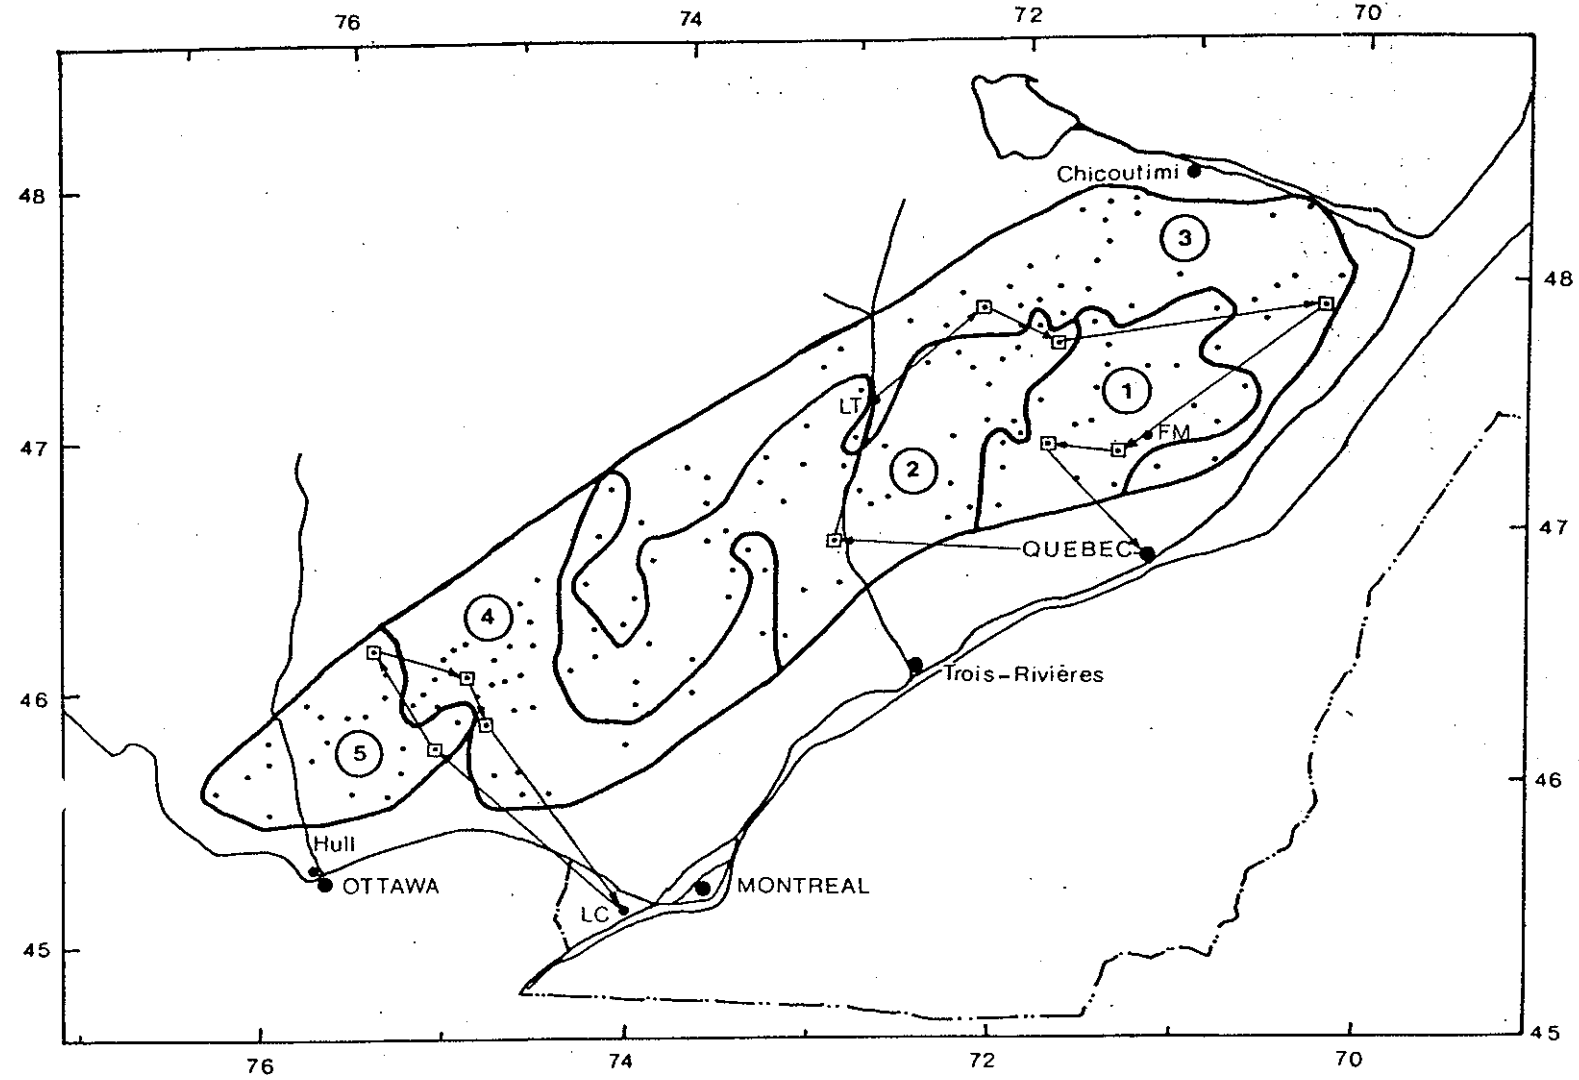 76 74 72 70
Chicoutimi
48
3
48
1
LT
FM
47
2
47
QUEBEC
4
Trois-Rivières
46
5
46
Hull
OTTAWA
MONTREAL
LC
45
45
76 74 72 70